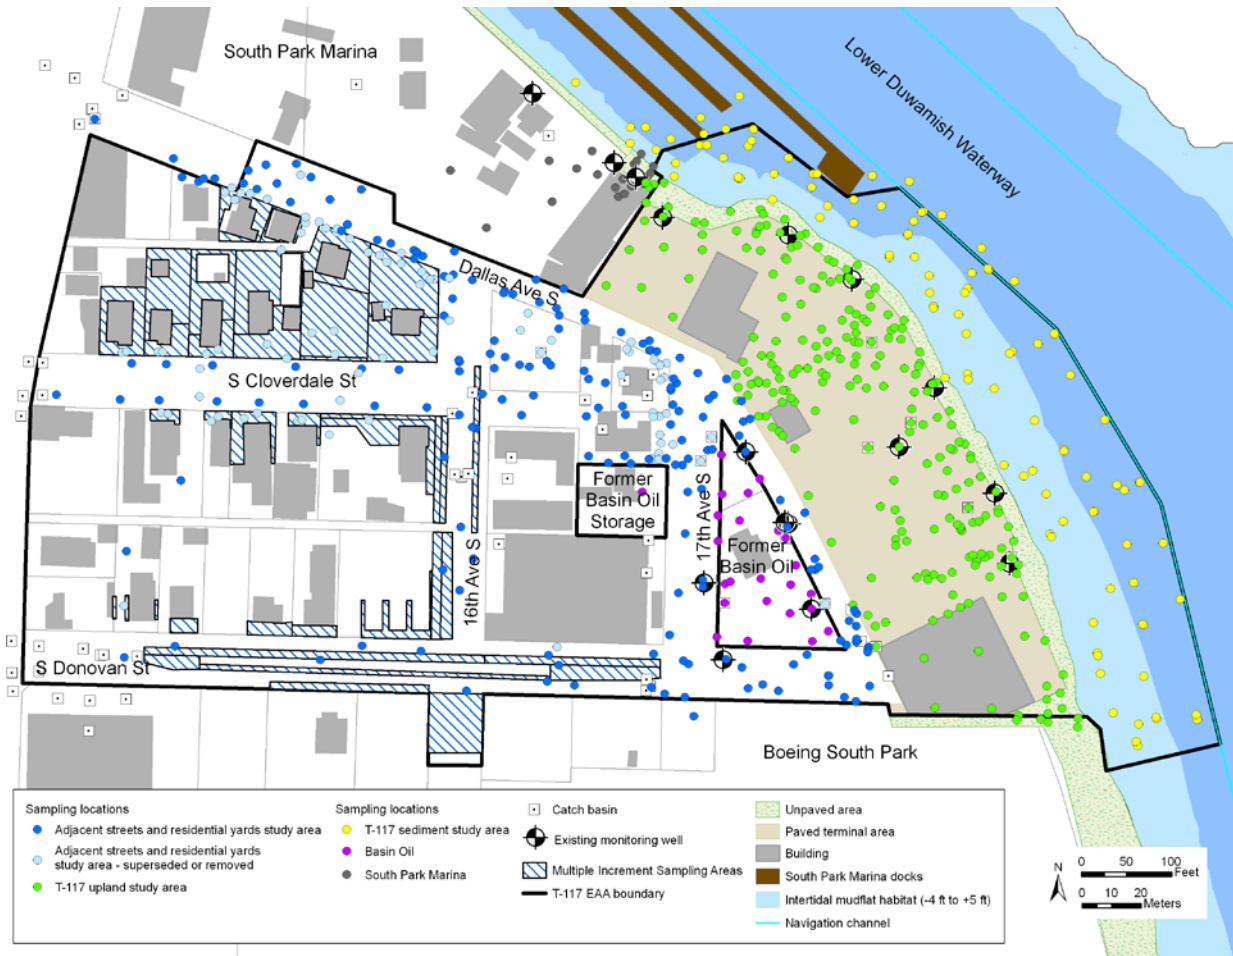 South Park Marina
Lower Duwamish Waterway
Dallas Ave S
S Cloverdale St
Former
Basin Oil
Storage
17th Ave S
Former
Basin Oil
16th Ave S
S Donovan St
Boeing South Park
Sampling locations
Adjacent streets and residential yards study area
Adjacent streets and residential yards
study area - superseded or removed
T-117 upland study area
Sampling locations
T-117 sediment study area
Basin Oil
South Park Marina
Catch basin
Existing monitoring well
Multiple Increment Sampling Areas
T-117 EAA boundary
Unpaved area
Paved terminal area
Building
South Park Marina docks
Intertidal mudflat habitat (-4 ft to +5 ft)
Navigation channel
N
0 50 100
Feet
0 10 20
Meters